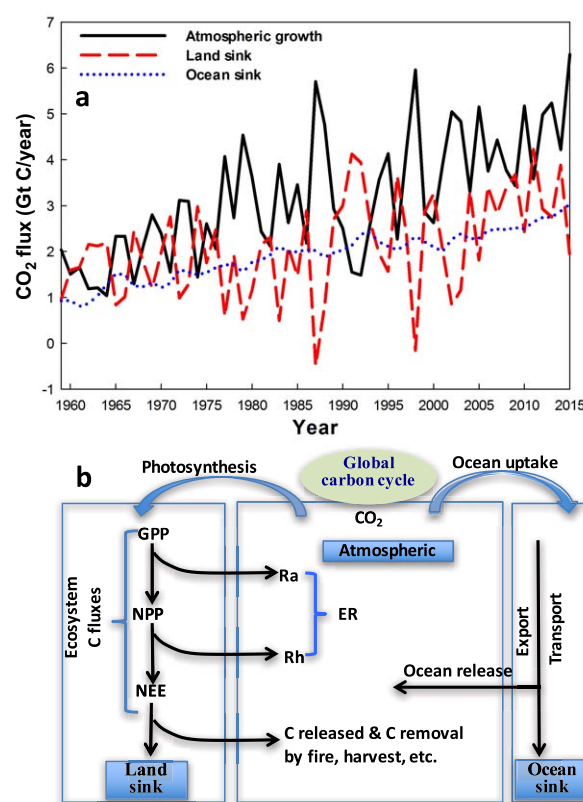 a
Atmospheric growth
Land sink
Ocean sink
CO₂ flux (Gt C/year)
7
6
5
4
3
2
1
0
-1
1960 1965 1970 1975 1980 1985 1990 1995 2000 2005 2010 2015
Year
b
Global
carbon cycle
Photosynthesis
Ocean uptake
CO₂
Atmospheric
Ecosystem
C fluxes
GPP
Ra
ER
NPP
Rh
NEE
Export
Transport
Ocean release
C released & C removal
by fire, harvest, etc.
Land
sink
Ocean
sink